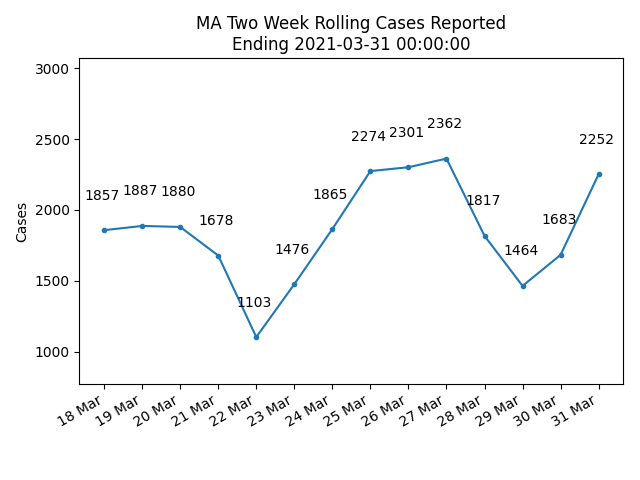 MA Two Week Rolling Cases Reported
Ending 2021-03-31 00:00:00
Cases
3000
2500
2000
1500
1000
1857
1887
1880
1678
1103
1476
1865
2274
2301
2362
1817
1464
1683
2252
18 Mar
19 Mar
20 Mar
21 Mar
22 Mar
23 Mar
24 Mar
25 Mar
26 Mar
27 Mar
28 Mar
29 Mar
30 Mar
31 Mar